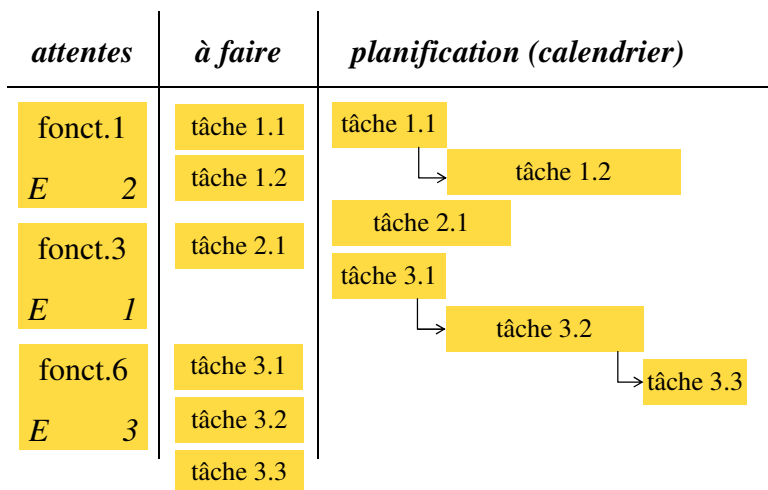 attentes
à faire
planification (calendrier)
fonct.1
E 2
fonct.3
E 1
fonct.6
E 3
tâche 1.1
tâche 1.2
tâche 2.1
tâche 3.1
tâche 3.2
tâche 3.3
tâche 1.1
tâche 1.2
tâche 2.1
tâche 3.1
tâche 3.2
tâche 3.3